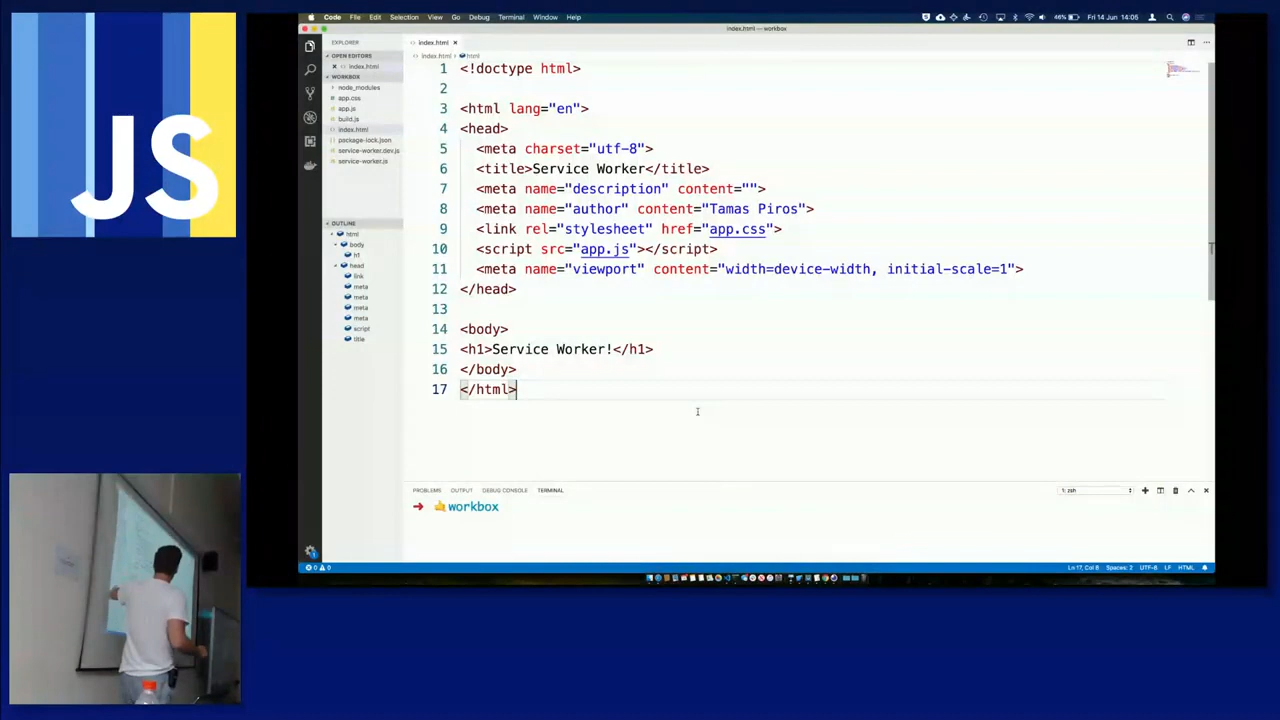 JS
Code File Edit Selection View Go Debug Terminal Window Help
46% Fri 14 Jun 14:05
index.html — workbox
EXPLORER
OPEN EDITORS
index.html
WORKBOX
node_modules
app.css
app.js
build.js
index.html
package-lock.json
service-worker.dev.js
service-worker.js
OUTLINE
html
body
h1
head
link
meta
meta
meta
meta
script
title
index.html
index.html html
1 <!doctype html>
2
3 <html lang="en">
4 <head>
5 <meta charset="utf-8">
6 <title>Service Worker</title>
7 <meta name="description" content="">
8 <meta name="author" content="Tamas Piros">
9 <link rel="stylesheet" href="app.css">
10 <script src="app.js"></script>
11 <meta name="viewport" content="width=device-width, initial-scale=1">
12 </head>
13
14 <body>
15 <h1>Service Worker!</h1>
16 </body>
17 </html>
PROBLEMS OUTPUT DEBUG CONSOLE TERMINAL
1: zsh
workbox
0 0
Ln 17, Col 8 Spaces: 2 UTF-8 LF HTML